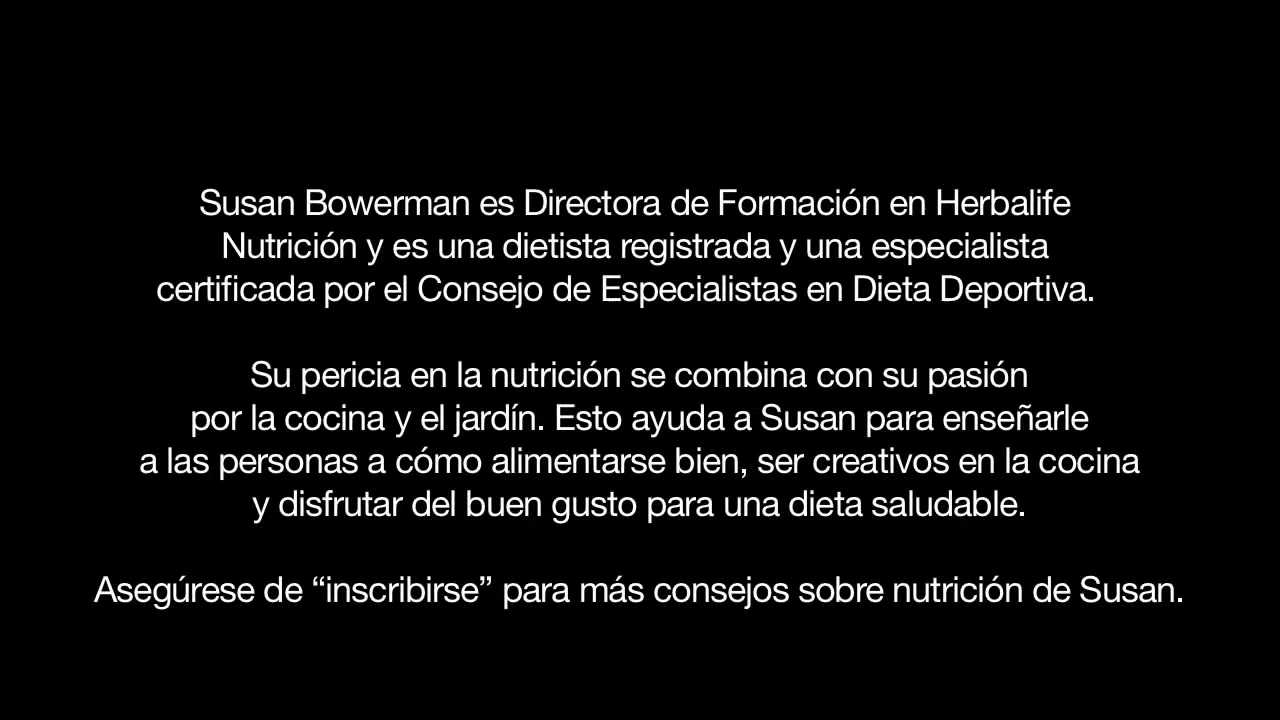 Susan Bowerman es Directora de Formación en Herbalife
Nutrición y es una dietista registrada y una especialista
certificada por el Consejo de Especialistas en Dieta Deportiva.
Su pericia en la nutrición se combina con su pasión
por la cocina y el jardín. Esto ayuda a Susan para enseñarle
a las personas a cómo alimentarse bien, ser creativos en la cocina
y disfrutar del buen gusto para una dieta saludable.
Asegúrese de “inscribirse” para más consejos sobre nutrición de Susan.